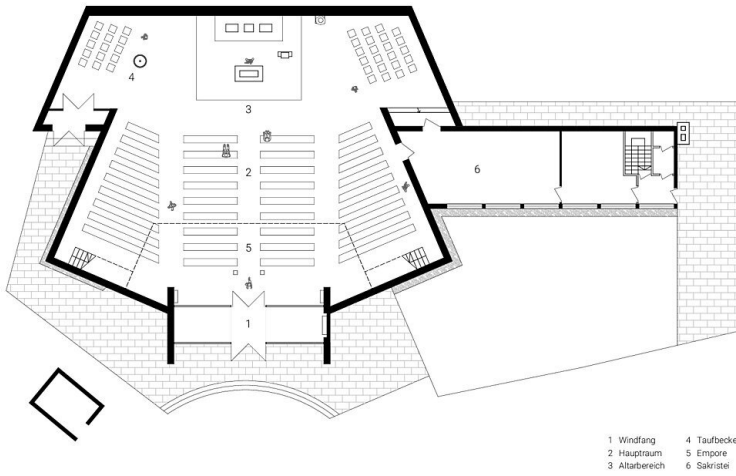 4
3
2
6
5
1
1 Windfang
2 Hauptraum
3 Altarbereich
4 Taufbecke
5 Empore
6 Sakristei